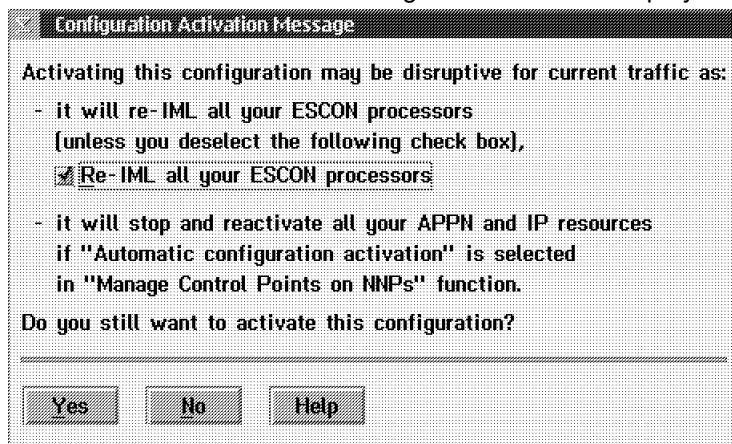 Configuration Activation Message
Activating this configuration may be disruptive for current traffic as:
- it will re-IML all your ESCON processors
(unless you deselect the following check box),
Re-IML all your ESCON processors
- it will stop and reactivate all your APPN and IP resources
if "Automatic configuration activation" is selected
in "Manage Control Points on NNPs" function.
Do you still want to activate this configuration?
Yes No Help